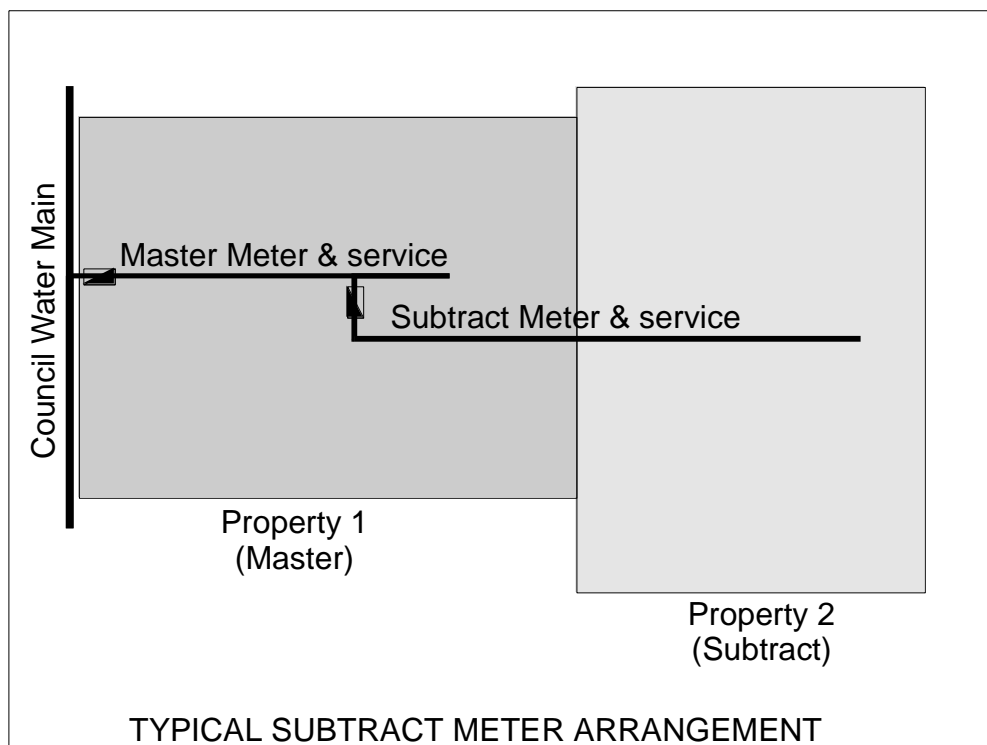 Council Water Main
Master Meter & service
Subtract Meter & service
Property 1
(Master)
Property 2
(Subtract)
TYPICAL SUBTRACT METER ARRANGEMENT